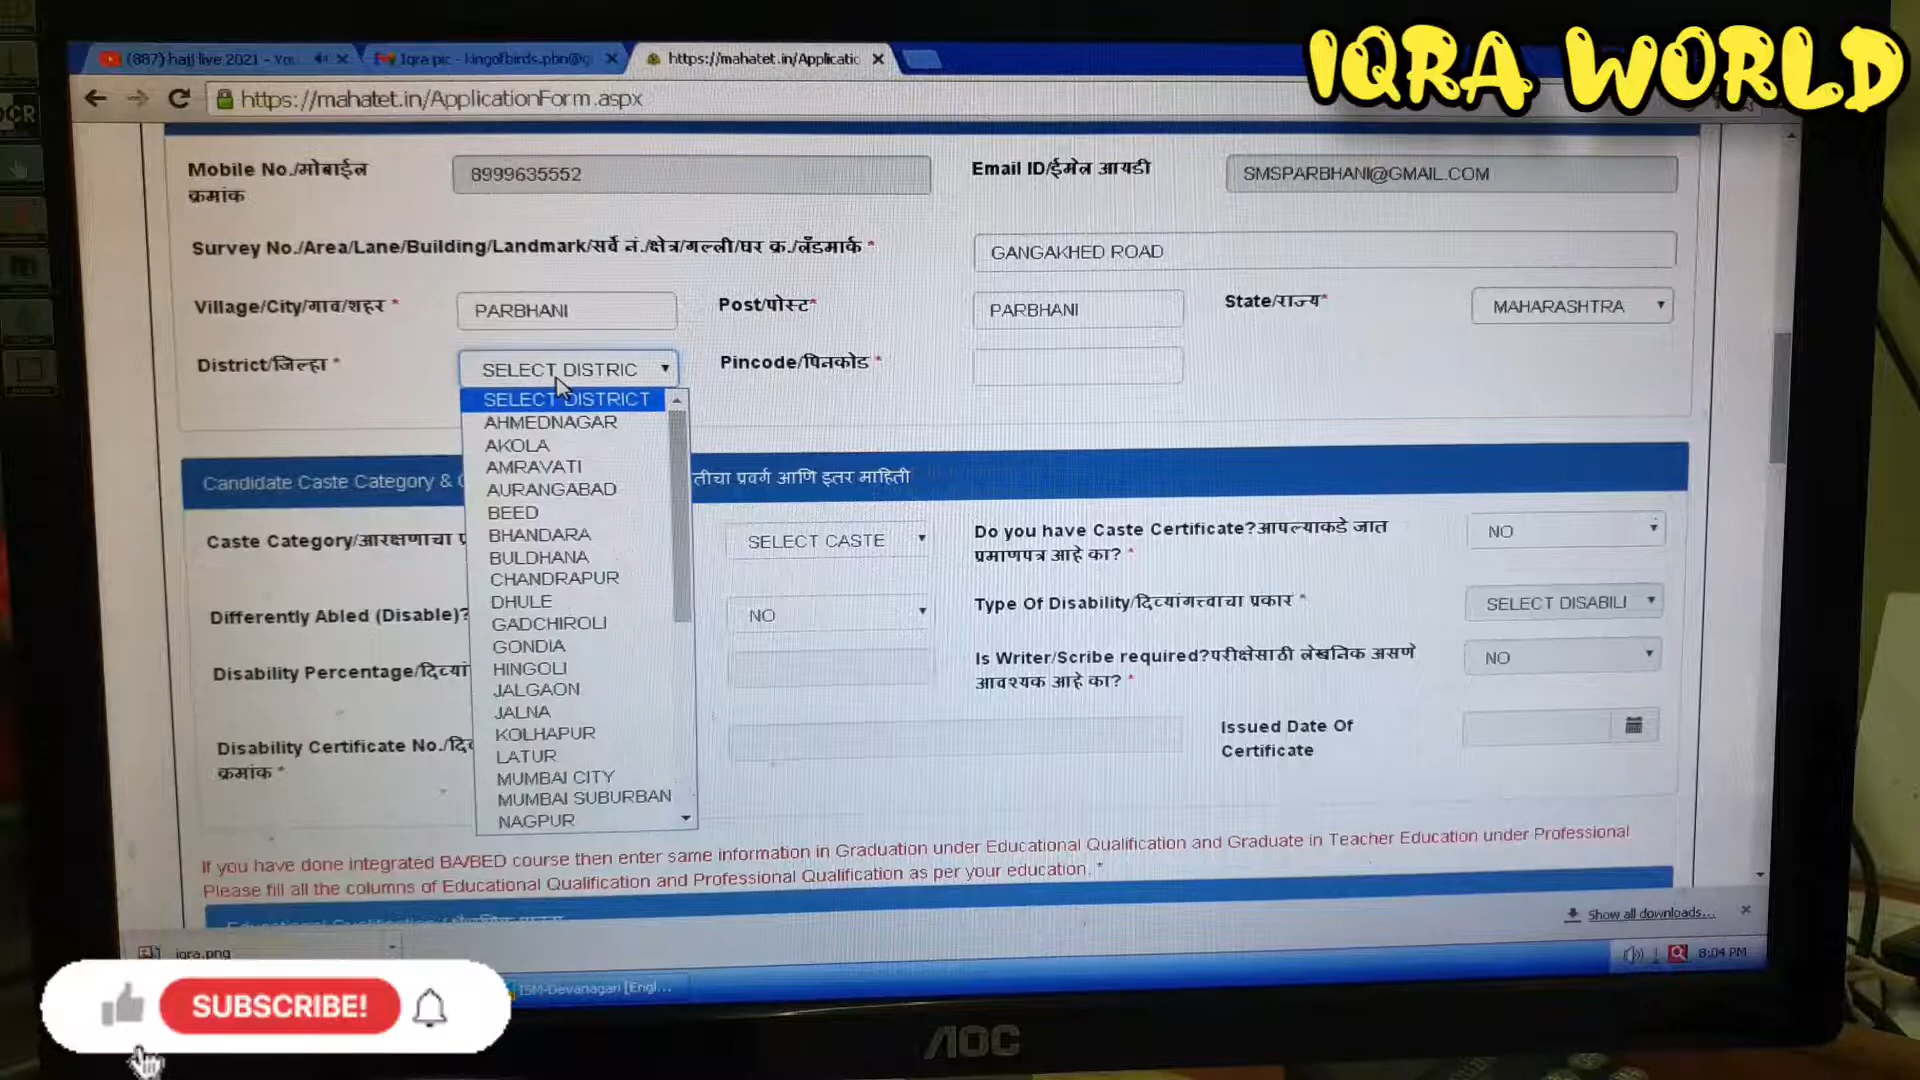 IQRA WORLD
(887) hajj live 2021 - You
Iqra pic - kingofbirds.pbn@g
https://mahatet.in/Applicatio
https://mahatet.in/ApplicationForm.aspx
OCR
Mobile No./मोबाईल क्रमांक
8999635552
Email ID/ईमेल आयडी
SMSPARBHANI@GMAIL.COM
Survey No./Area/Lane/Building/Landmark/सर्वे नं./क्षेत्र/गल्ली/घर क्र./लँडमार्क *
GANGAKHED ROAD
Village/City/गाव/शहर *
PARBHANI
Post/पोस्ट*
PARBHANI
State/राज्य*
MAHARASHTRA
District/जिल्हा *
SELECT DISTRIC
Pincode/पिनकोड *
SELECT DISTRICT
AHMEDNAGAR
AKOLA
AMRAVATI
AURANGABAD
BEED
BHANDARA
BULDHANA
CHANDRAPUR
DHULE
GADCHIROLI
GONDIA
HINGOLI
JALGAON
JALNA
KOLHAPUR
LATUR
MUMBAI CITY
MUMBAI SUBURBAN
NAGPUR
Candidate Caste Category &
तीचा प्रवर्ग आणि इतर माहिती
Caste Category/आरक्षणाचा
SELECT CASTE
Do you have Caste Certificate?आपल्याकडे जात
प्रमाणपत्र आहे का? *
NO
Differently Abled (Disable)?
NO
Type Of Disability/दिव्यांगत्त्वाचा प्रकार *
SELECT DISABILI
Disability Percentage/दिव्यां
Is Writer/Scribe required?परीक्षेसाठी लेखनिक असणे
आवश्यक आहे का? *
NO
Disability Certificate No./दि
क्रमांक *
Issued Date Of
Certificate
If you have done integrated BA/BED course then enter same information in Graduation under Educational Qualification and Graduate in Teacher Education under Professional
Please fill all the columns of Educational Qualification and Professional Qualification as per your education. *
Educational Qualification /
Show all downloads...
iqra.png
8:04 PM
ISM-Devanagari [Engl...
SUBSCRIBE!
AOC